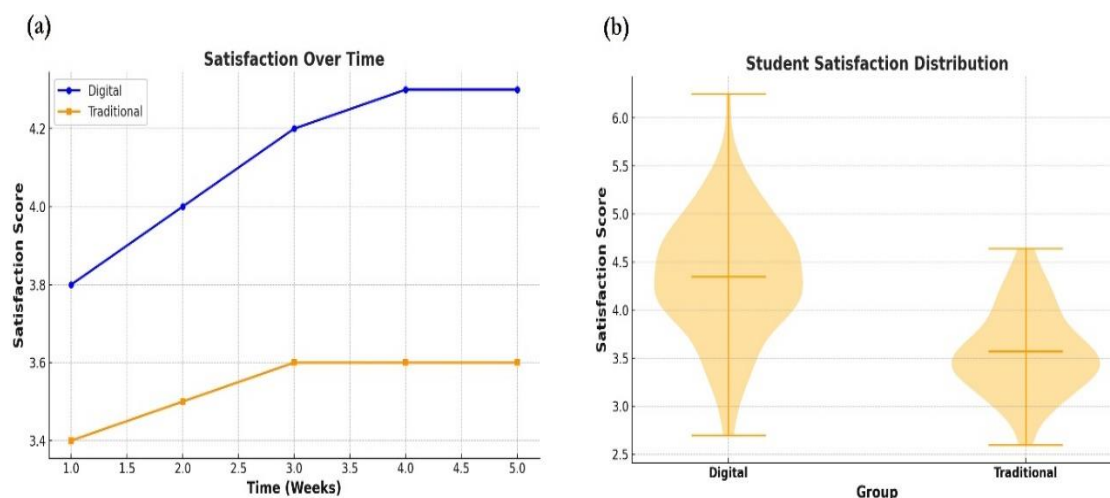 (a)
Satisfaction Over Time
Digital
Traditional
Satisfaction Score
4.2
4.0
3.8
3.6
3.4
1.0 1.5 2.0 2.5 3.0 3.5 4.0 4.5 5.0
Time (Weeks)
(b)
Student Satisfaction Distribution
Satisfaction Score
6.0
5.5
5.0
4.5
4.0
3.5
3.0
2.5
Digital Traditional
Group